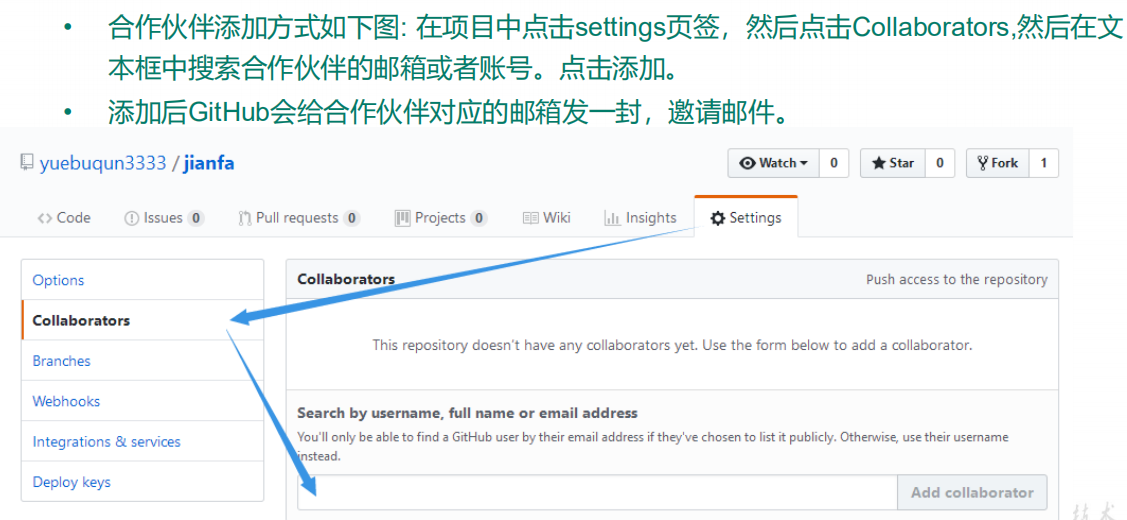 • 合作伙伴添加方式如下图: 在项目中点击settings页签，然后点击Collaborators,然后在文
本框中搜索合作伙伴的邮箱或者账号。点击添加。
• 添加后GitHub会给合作伙伴对应的邮箱发一封，邀请邮件。
yuebuqun3333 / jianfa
Watch 0 Star 0 Fork 1
Code Issues 0 Pull requests 0 Projects 0 Wiki Insights Settings
Options
Collaborators
Branches
Webhooks
Integrations & services
Deploy keys
Collaborators Push access to the repository
This repository doesn't have any collaborators yet. Use the form below to add a collaborator.
Search by username, full name or email address
You'll only be able to find a GitHub user by their email address if they've chosen to list it publicly. Otherwise, use their username
instead.
Add collaborator
技术